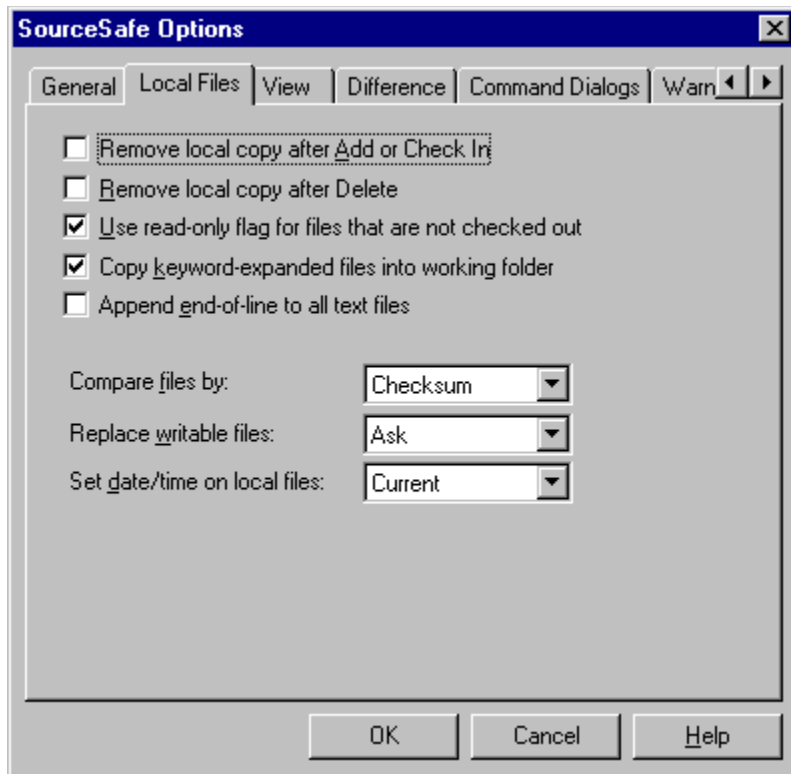 SourceSafe Options
General Local Files View Difference Command Dialogs Warn
Remove local copy after Add or Check In
Remove local copy after Delete
Use read-only flag for files that are not checked out
Copy keyword-expanded files into working folder
Append end-of-line to all text files
Compare files by: Checksum
Replace writable files: Ask
Set date/time on local files: Current
OK Cancel Help